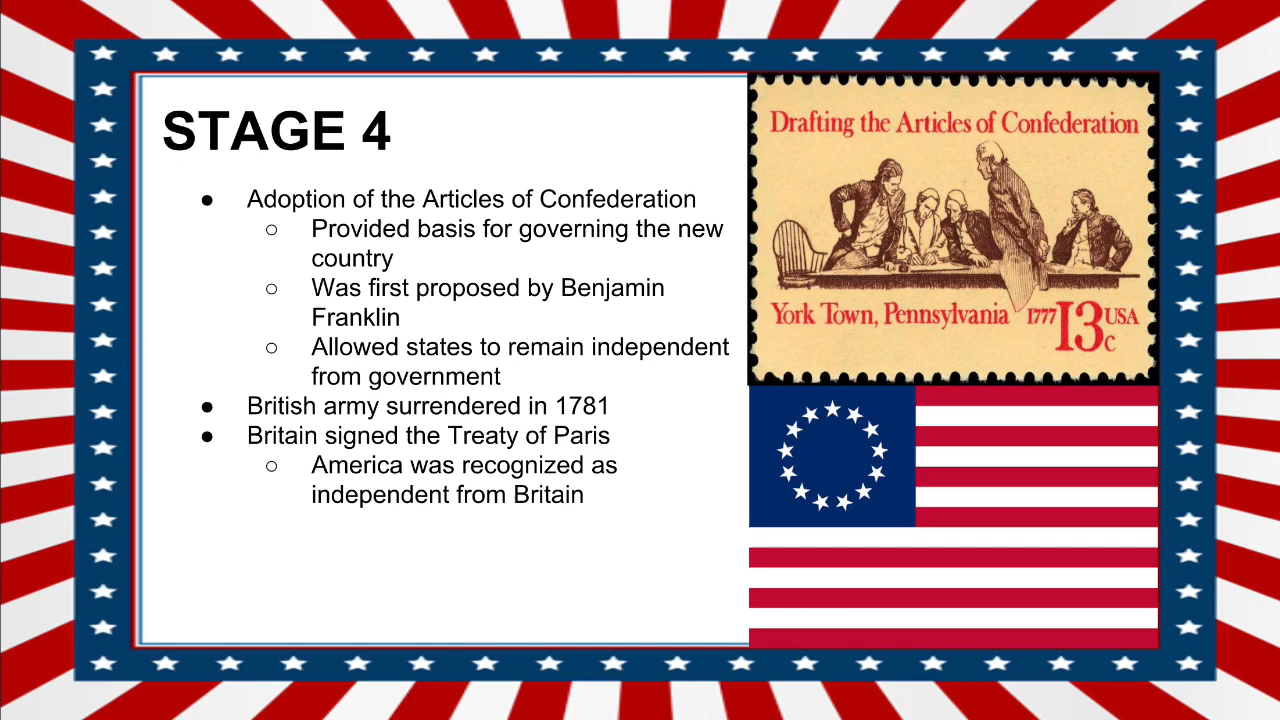 STAGE 4
● Adoption of the Articles of Confederation
○ Provided basis for governing the new
country
○ Was first proposed by Benjamin
Franklin
○ Allowed states to remain independent
from government
● British army surrendered in 1781
● Britain signed the Treaty of Paris
○ America was recognized as
independent from Britain
Drafting the Articles of Confederation
York Town, Pennsylvania 1777 13c USA